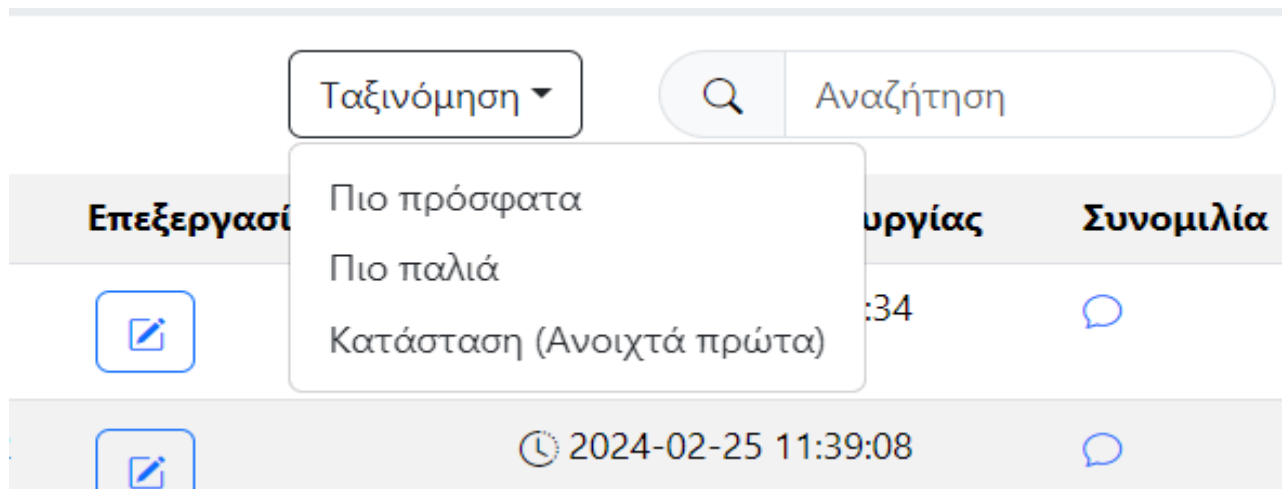 Ταξινόμηση Αναζήτηση
Πιο πρόσφατα
Επεξεργασί υργίας Συνομιλία
Πιο παλιά
:34
Κατάσταση (Ανοιχτά πρώτα)
2024-02-25 11:39:08